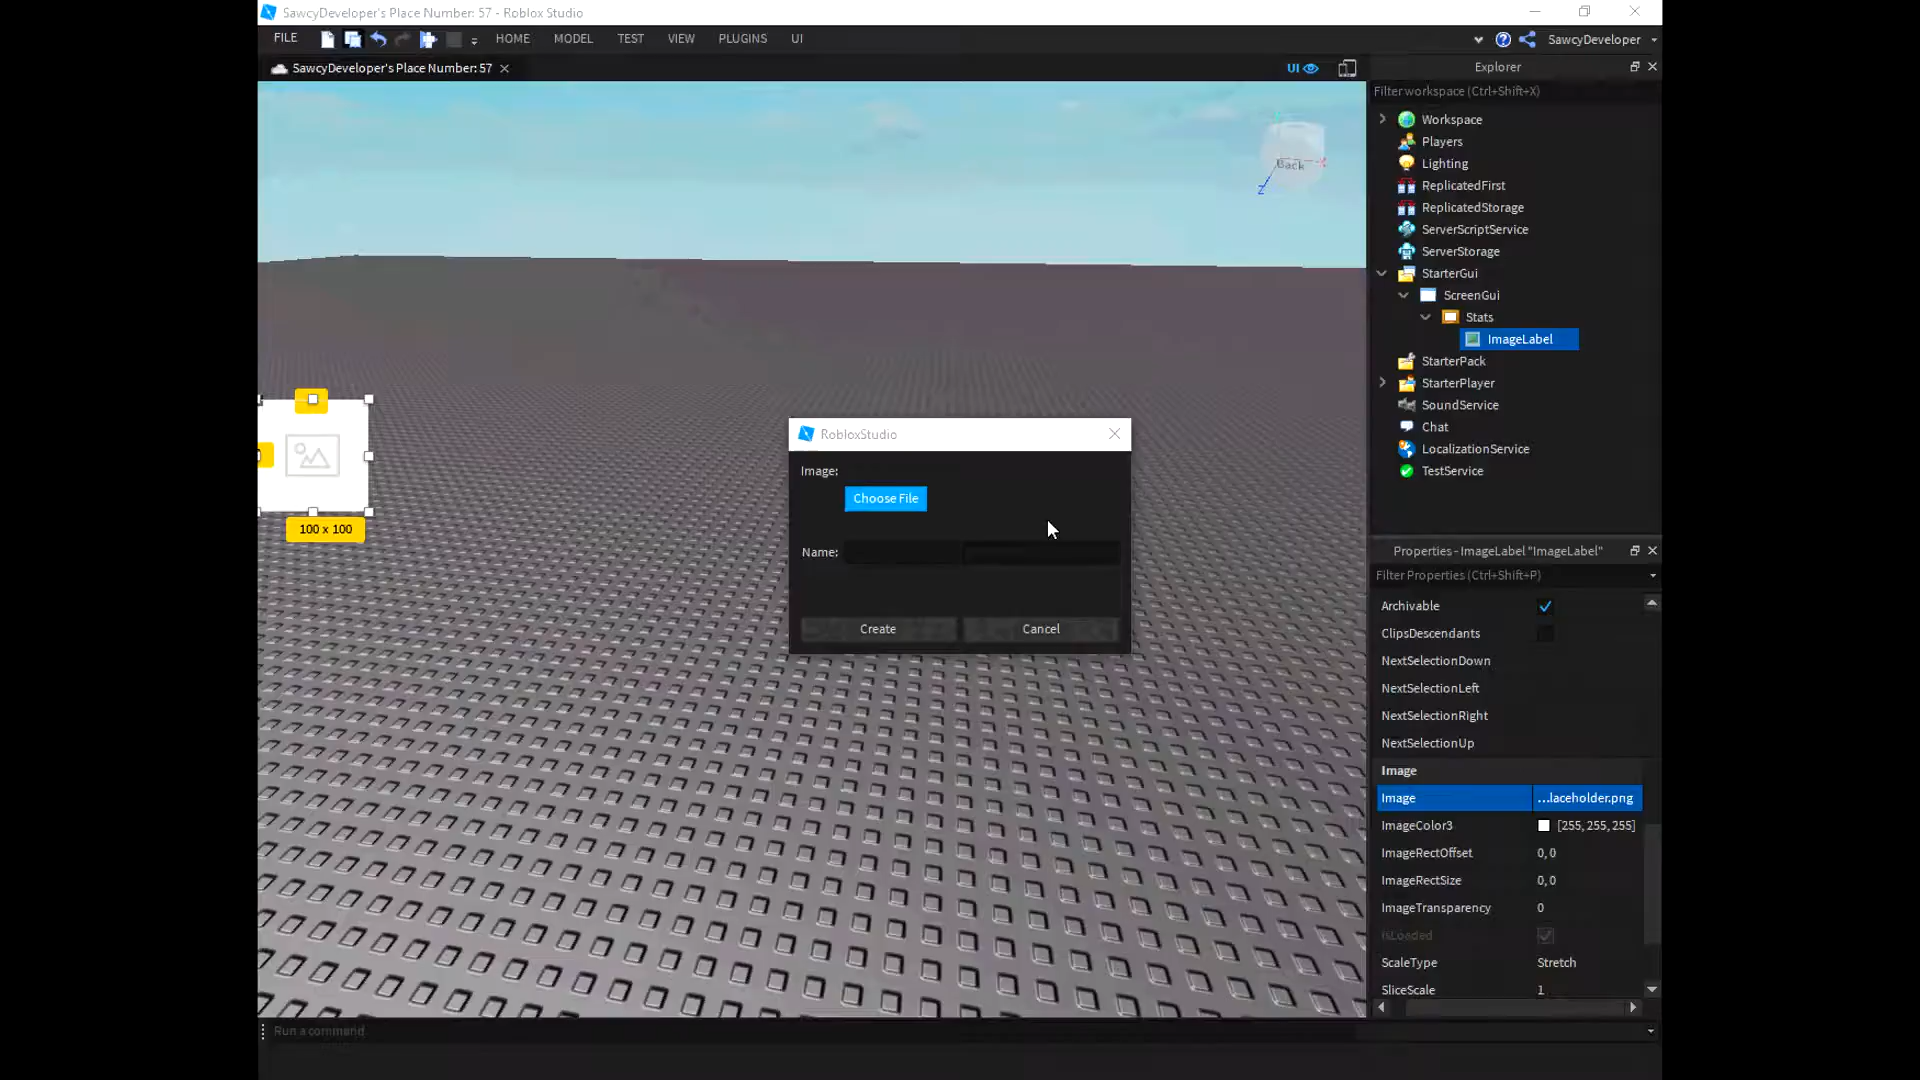 SawcyDeveloper's Place Number: 57 - Roblox Studio
FILE HOME MODEL TEST VIEW PLUGINS UI SawcyDeveloper
SawcyDeveloper's Place Number: 57 UI
Explorer
Filter workspace (Ctrl+Shift+X)
Workspace
Players
Lighting
ReplicatedFirst
ReplicatedStorage
ServerScriptService
ServerStorage
StarterGui
ScreenGui
Stats
ImageLabel
StarterPack
StarterPlayer
SoundService
Chat
LocalizationService
TestService
Back
Z
100 x 100
RobloxStudio
Image:
Choose File
Name:
Create Cancel
Properties - ImageLabel "ImageLabel"
Filter Properties (Ctrl+Shift+P)
Archivable
ClipsDescendants
NextSelectionDown
NextSelectionLeft
NextSelectionRight
NextSelectionUp
Image
Image ...laceholder.png
ImageColor3 [255, 255, 255]
ImageRectOffset 0, 0
ImageRectSize 0, 0
ImageTransparency 0
IsLoaded
ScaleType Stretch
SliceScale 1
Run a command